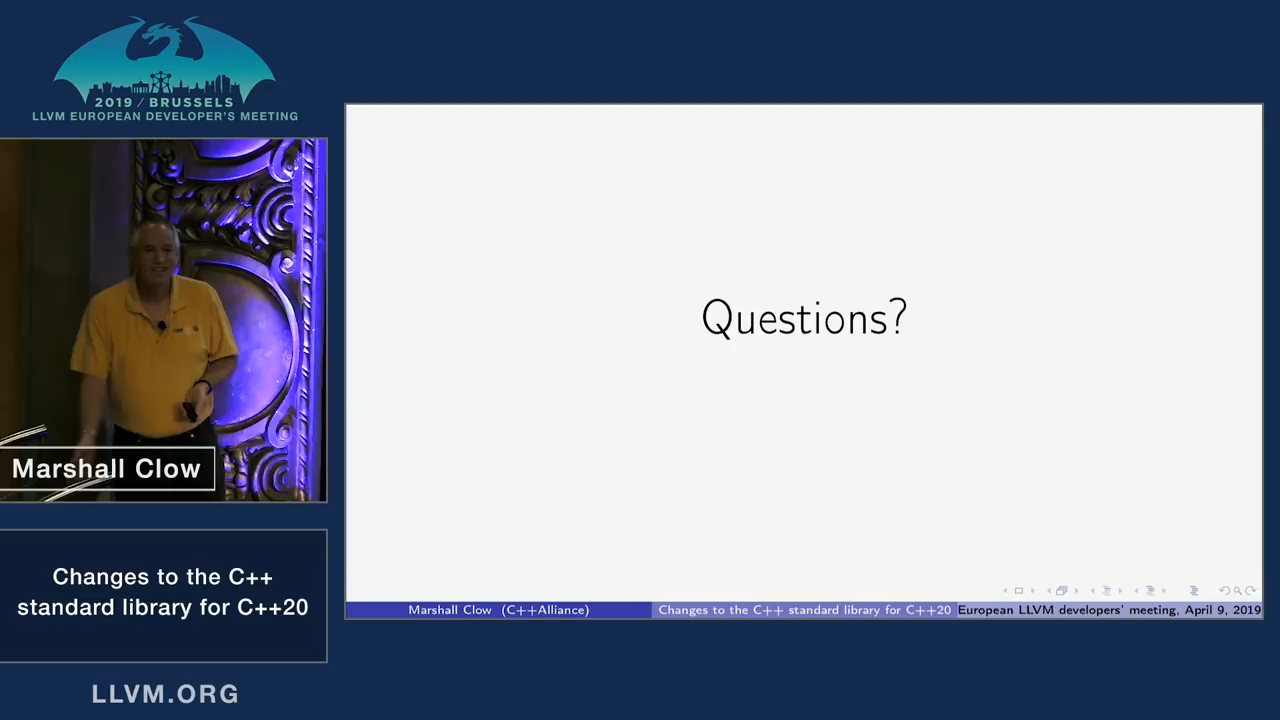 2019 / BRUSSELS
LLVM EUROPEAN DEVELOPER'S MEETING
Marshall Clow
Changes to the C++
standard library for C++20
LLVM.ORG
Questions?
Marshall Clow (C++Alliance)
Changes to the C++ standard library for C++20
European LLVM developers' meeting, April 9, 2019